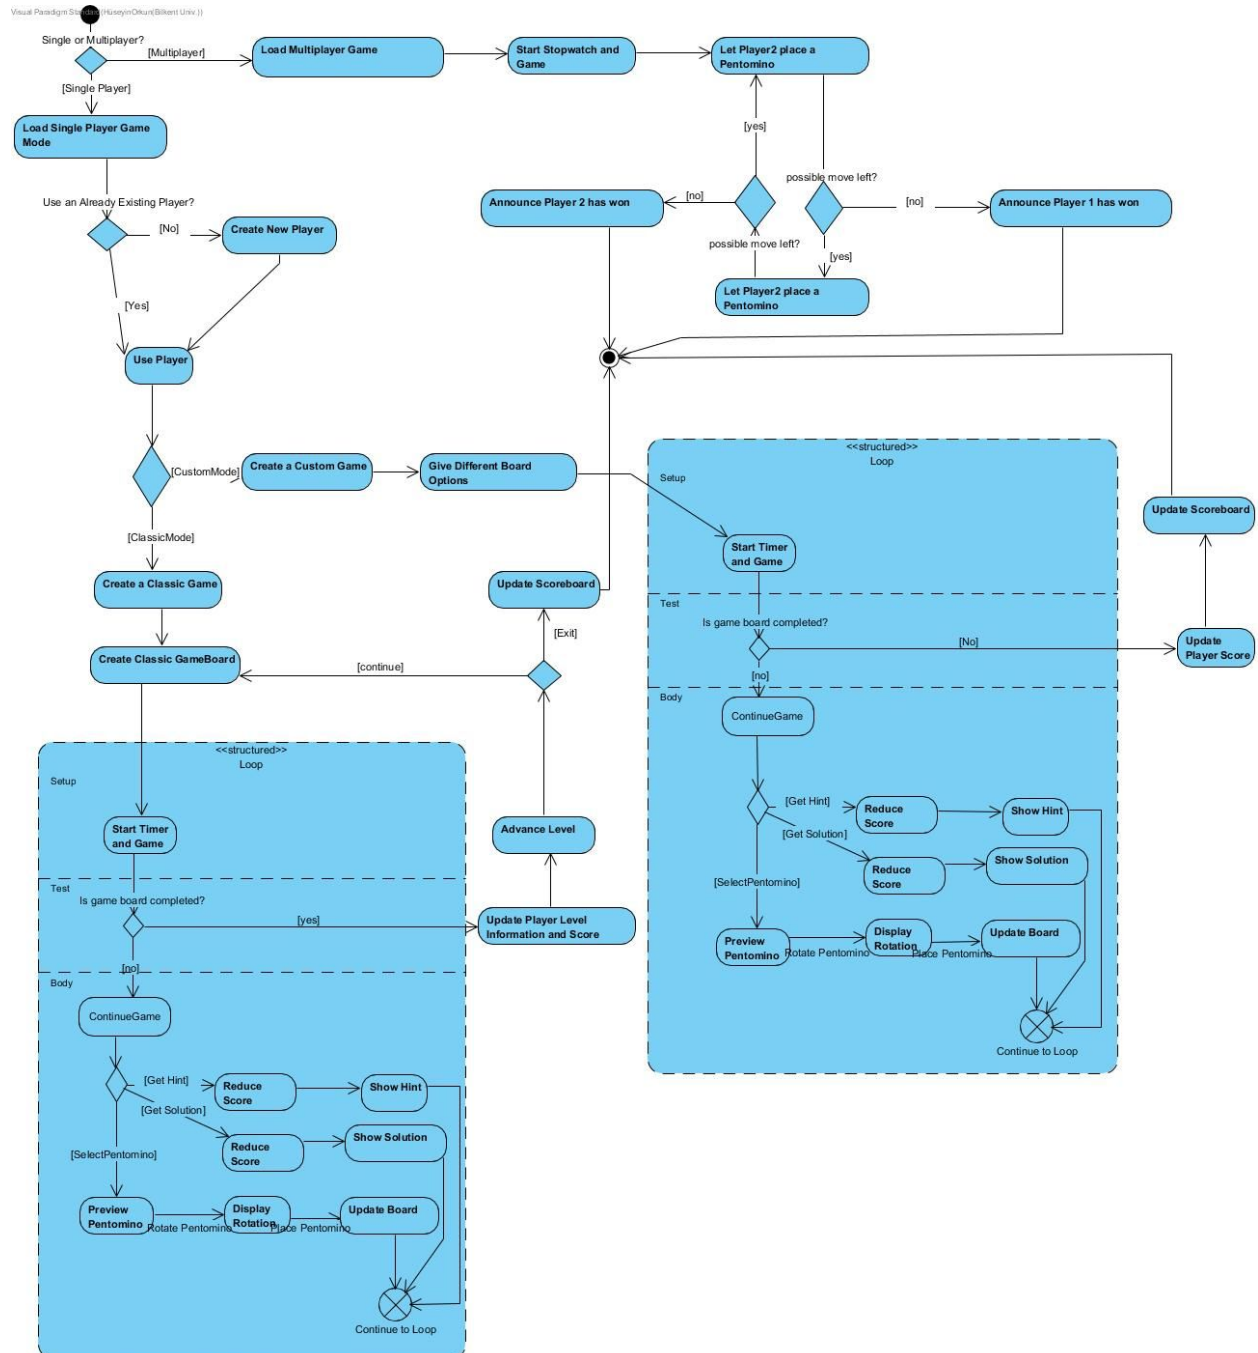 Visual Paradigm Standard(HüseyinOrkun(Bilkent Univ.))
Single or Multiplayer?
[Multiplayer]
Load Multiplayer Game
Start Stopwatch and
Game
Let Player2 place a
Pentomino
[Single Player]
Load Single Player Game
Mode
[yes]
possible move left?
Use an Already Existing Player?
[No]
Create New Player
Announce Player 2 has won
[no]
[no]
Announce Player 1 has won
possible move left?
[yes]
Let Player2 place a
Pentomino
[Yes]
Use Player
[CustomMode]
Create a Custom Game
Give Different Board
Options
[ClassicMode]
Create a Classic Game
Create Classic GameBoard
[continue]
[Exit]
Update Scoreboard
<<structured>>
Loop
Setup
Start Timer
and Game
Test
Is game board completed?
[No]
[no]
Update
Player Score
Update Scoreboard
Body
ContinueGame
[Get Hint]
Reduce
Score
Show Hint
[Get Solution]
Reduce
Score
Show Solution
[SelectPentomino]
Preview
Pentomino
Rotate Pentomino
Display
Rotation
Place Pentomino
Update Board
Continue to Loop
<<structured>>
Loop
Setup
Start Timer
and Game
Advance Level
Test
Is game board completed?
[yes]
Update Player Level
Information and Score
[no]
Body
ContinueGame
[Get Hint]
Reduce
Score
Show Hint
[Get Solution]
Reduce
Score
Show Solution
[SelectPentomino]
Preview
Pentomino
Rotate Pentomino
Display
Rotation
Place Pentomino
Update Board
Continue to Loop